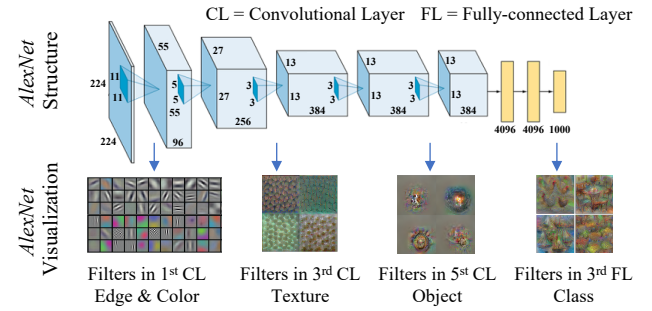 CL = Convolutional Layer FL = Fully-connected Layer
AlexNet
Structure
224
224
11
11
55
55
96
5
5
27
27
256
3
3
13
13
384
3
3
13
13
384
3
3
13
13
384
4096 4096 1000
AlexNet
Visualization
Filters in 1st CL
Edge & Color
Filters in 3rd CL
Texture
Filters in 5st CL
Object
Filters in 3rd FL
Class